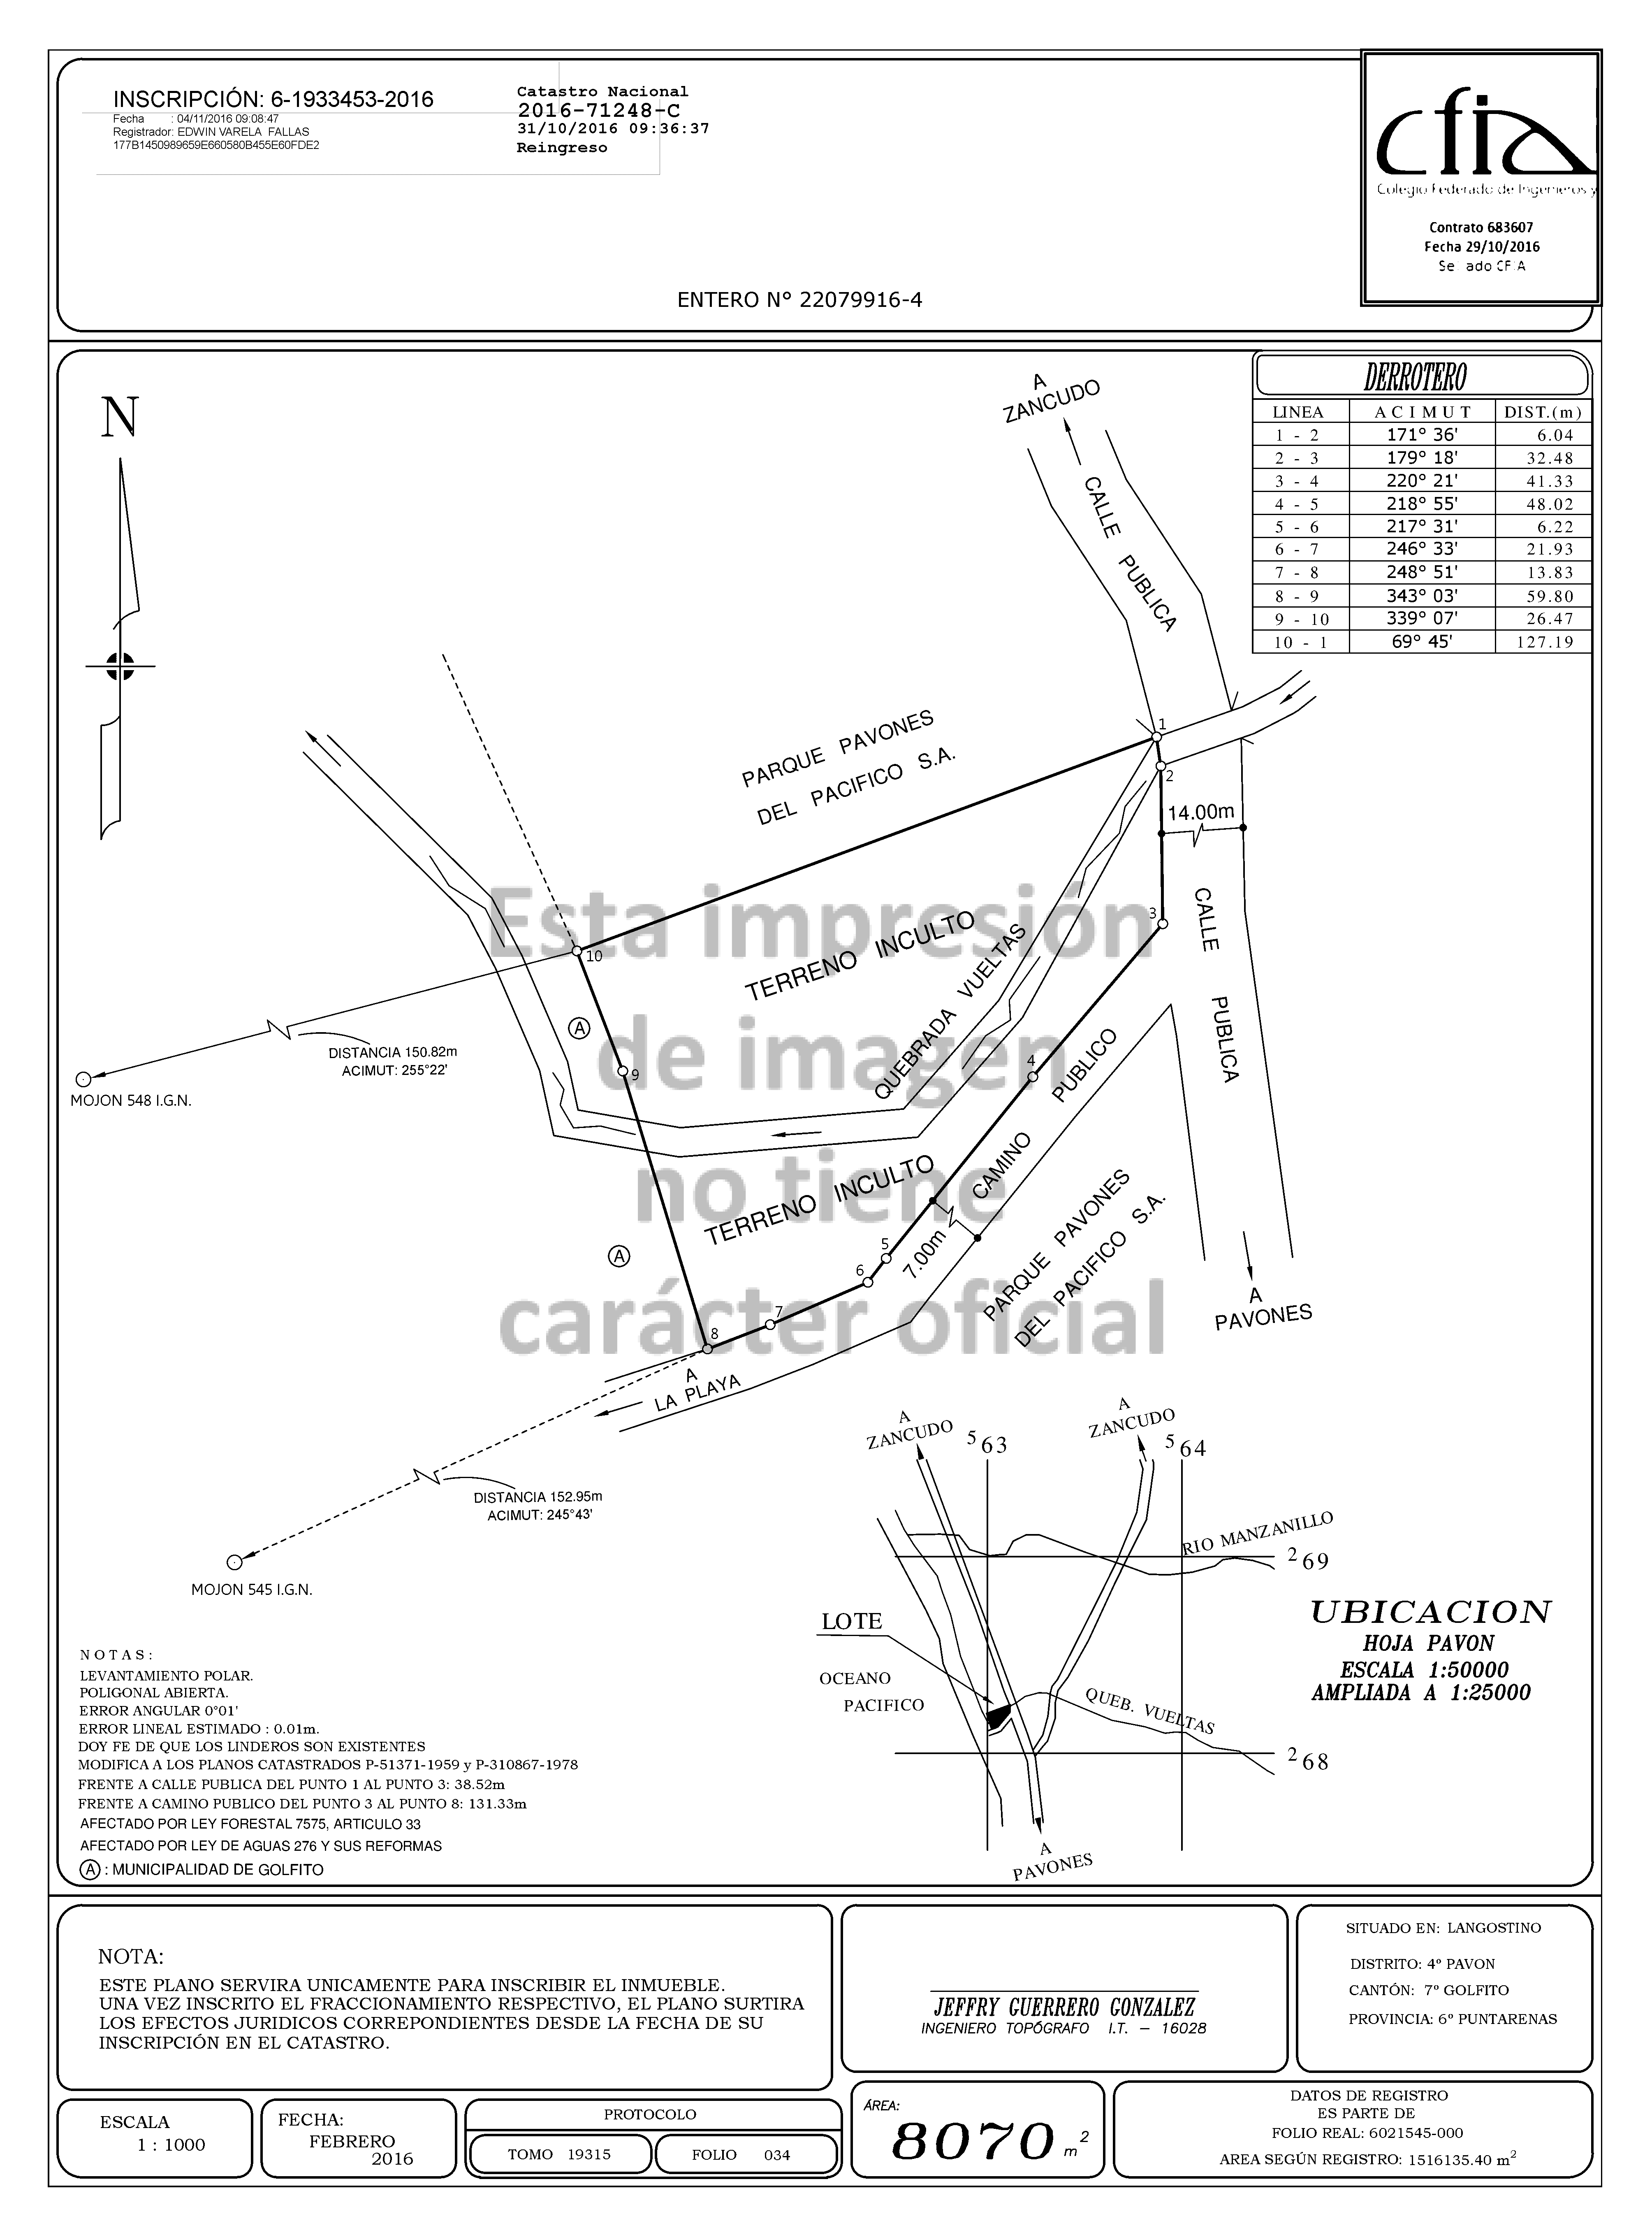 INSCRIPCIÓN: 6-1933453-2016
Fecha : 04/11/2016 09:08:47
Registrador: EDWIN VARELA FALLAS
177B1450989659E660580B455E60FDE2
Catastro Nacional
2016-71248-C
31/10/2016 09:36:37
Reingreso
cfia
Colegio Federado de Ingenieros y
Contrato 683607
Fecha 29/10/2016
Se ado CFIA
ENTERO N° 22079916-4
DERROTERO
LINEA ACIMUT DIST.(m)
1 - 2 171° 36' 6.04
2 - 3 179° 18' 32.48
3 - 4 220° 21' 41.33
4 - 5 218° 55' 48.02
5 - 6 217° 31' 6.22
6 - 7 246° 33' 21.93
7 - 8 248° 51' 13.83
8 - 9 343° 03' 59.80
9 - 10 339° 07' 26.47
10 - 1 69° 45' 127.19
N
A
ZANCUDO
CALLE PUBLICA
PARQUE PAVONES
DEL PACIFICO S.A.
1
2
14.00m
3
CALLE PUBLICA
Esta impresión
de imagen
no tiene
carácter oficial
10
TERRENO INCULTO
QUEBRADA VUELTAS
A
9
4
CAMINO PUBLICO
DISTANCIA 150.82m
ACIMUT: 255°22'
MOJON 548 I.G.N.
TERRENO INCULTO
A
5
6
7
8
7.00m
PARQUE PAVONES
DEL PACIFICO S.A.
A
PAVONES
A
LA PLAYA
DISTANCIA 152.95m
ACIMUT: 245°43'
MOJON 545 I.G.N.
A
ZANCUDO
563
A
ZANCUDO
564
RIO MANZANILLO
269
LOTE
OCEANO
PACIFICO
QUEB. VUELTAS
268
A
PAVONES
UBICACION
HOJA PAVON
ESCALA 1:50000
AMPLIADA A 1:25000
NOTAS:
LEVANTAMIENTO POLAR.
POLIGONAL ABIERTA.
ERROR ANGULAR 0°01'
ERROR LINEAL ESTIMADO : 0.01m.
DOY FE DE QUE LOS LINDEROS SON EXISTENTES
MODIFICA A LOS PLANOS CATASTRADOS P-51371-1959 y P-310867-1978
FRENTE A CALLE PUBLICA DEL PUNTO 1 AL PUNTO 3: 38.52m
FRENTE A CAMINO PUBLICO DEL PUNTO 3 AL PUNTO 8: 131.33m
AFECTADO POR LEY FORESTAL 7575, ARTICULO 33
AFECTADO POR LEY DE AGUAS 276 Y SUS REFORMAS
A : MUNICIPALIDAD DE GOLFITO
NOTA:
ESTE PLANO SERVIRA UNICAMENTE PARA INSCRIBIR EL INMUEBLE.
UNA VEZ INSCRITO EL FRACCIONAMIENTO RESPECTIVO, EL PLANO SURTIRA
LOS EFECTOS JURIDICOS CORREPONDIENTES DESDE LA FECHA DE SU
INSCRIPCIÓN EN EL CATASTRO.
JEFFRY GUERRERO GONZALEZ
INGENIERO TOPÓGRAFO I.T. - 16028
SITUADO EN: LANGOSTINO
DISTRITO: 4º PAVON
CANTÓN: 7º GOLFITO
PROVINCIA: 6º PUNTARENAS
ESCALA
1 : 1000
FECHA:
FEBRERO
2016
PROTOCOLO
TOMO 19315
FOLIO 034
ÁREA:
8070 m2
DATOS DE REGISTRO
ES PARTE DE
FOLIO REAL: 6021545-000
AREA SEGÚN REGISTRO: 1516135.40 m2